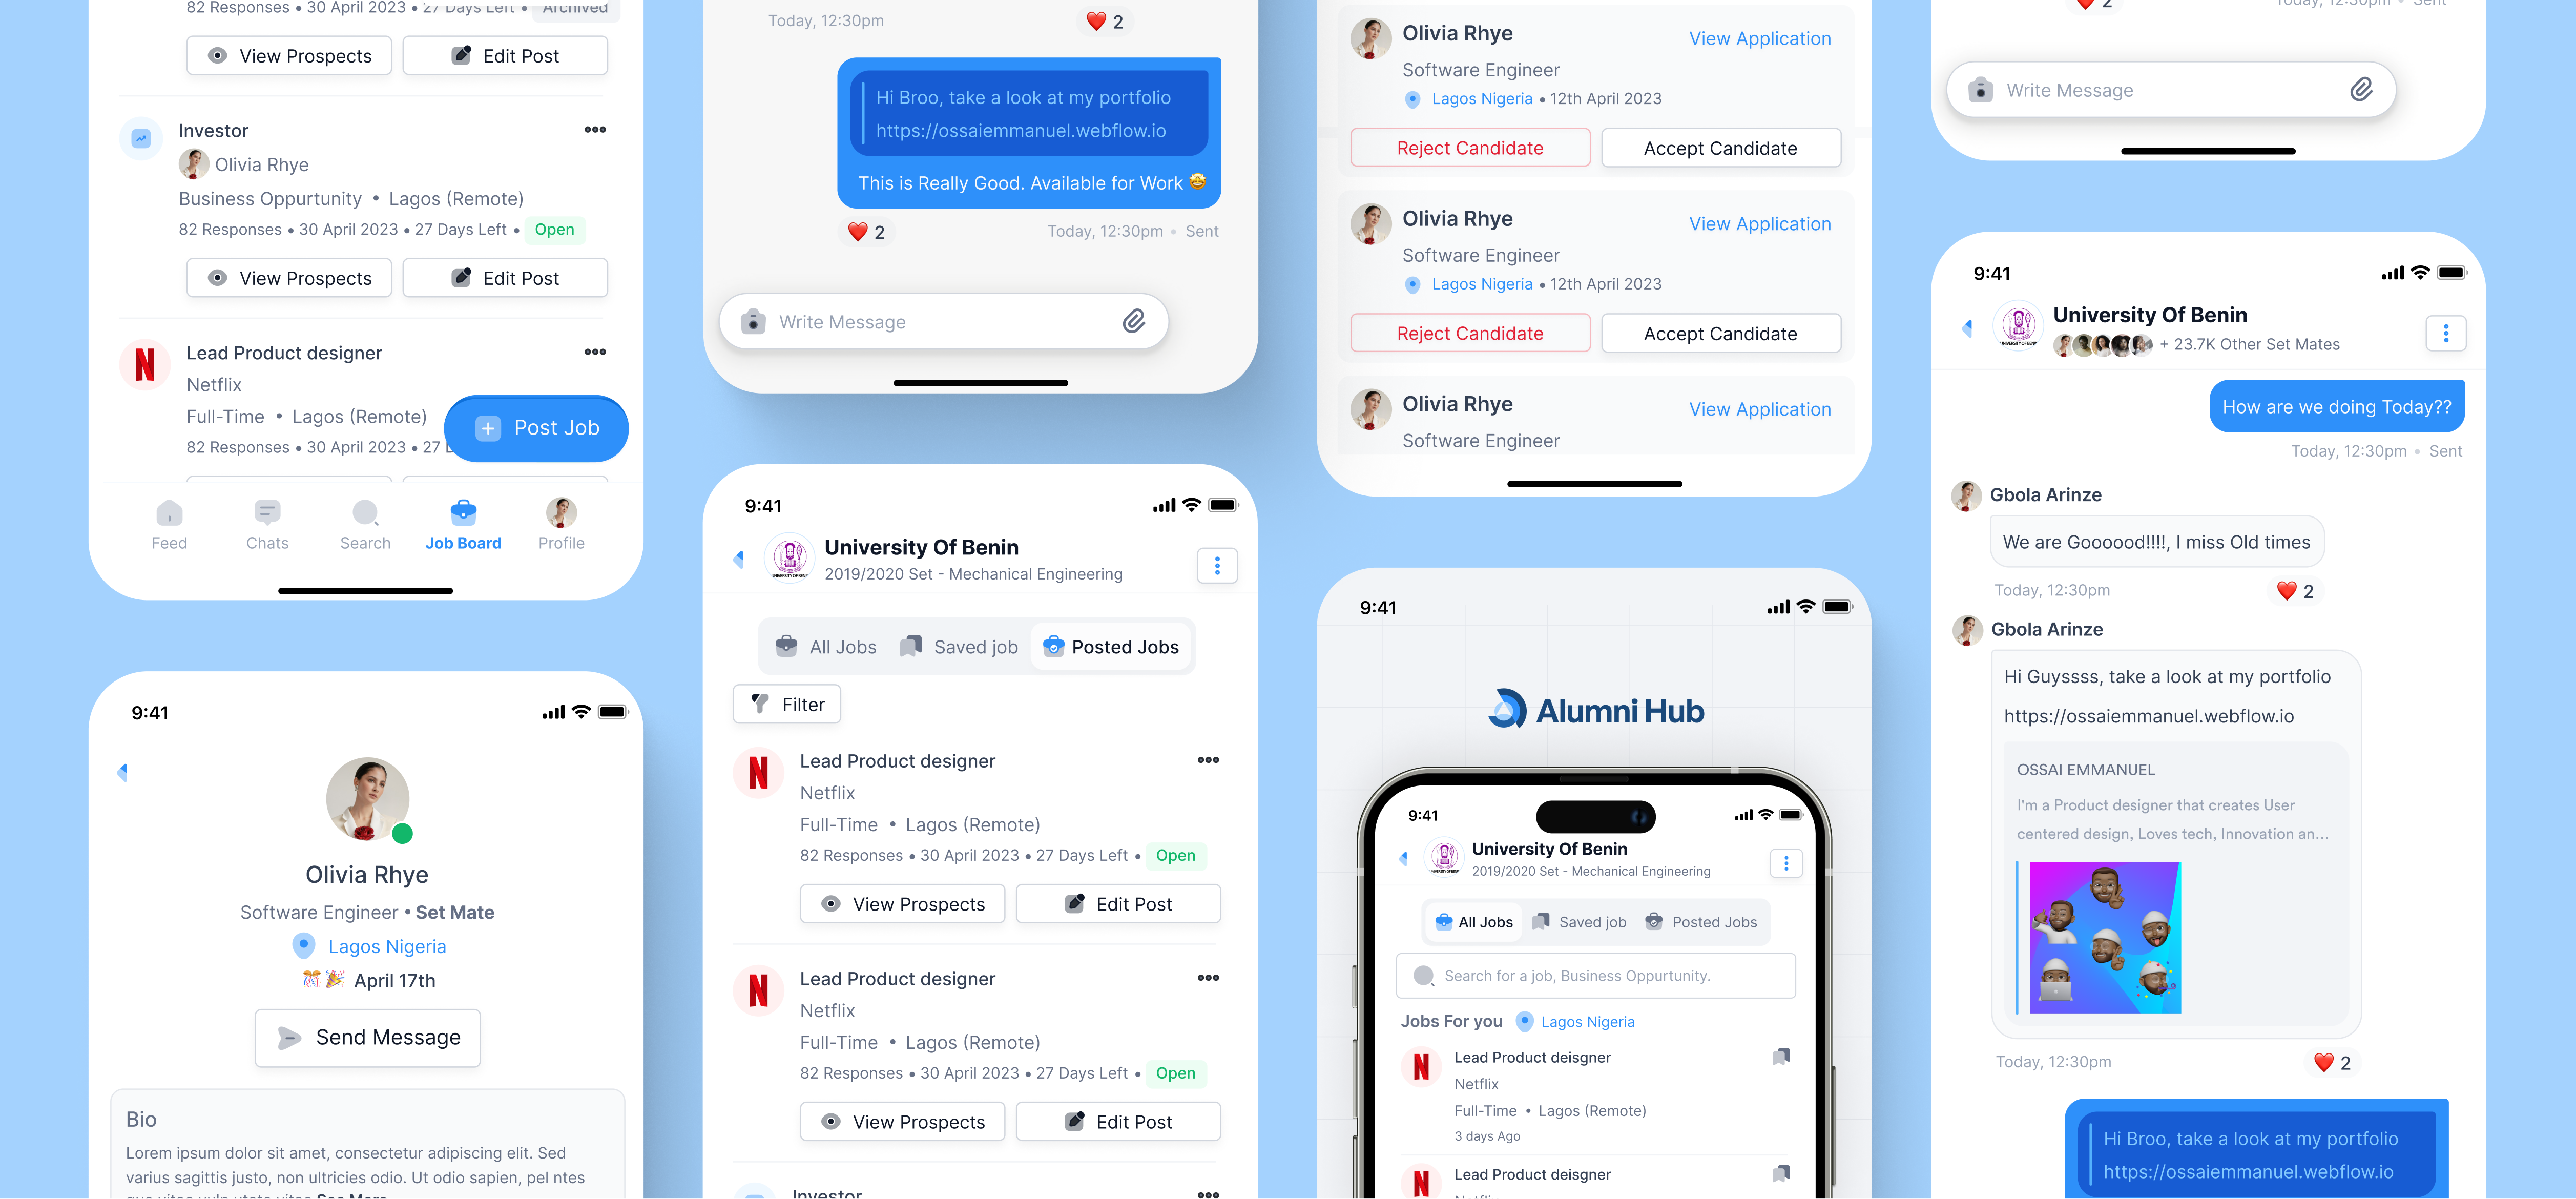 82 Responses • 30 April 2023 • 27 Days Left • Archived
View Prospects
Edit Post
Investor
Olivia Rhye
Business Oppurtunity • Lagos (Remote)
82 Responses • 30 April 2023 • 27 Days Left • Open
View Prospects
Edit Post
Lead Product designer
Netflix
Full-Time • Lagos (Remote)
82 Responses • 30 April 2023 • 27
Post Job
Feed
Chats
Search
Job Board
Profile
9:41
Olivia Rhye
Software Engineer • Set Mate
Lagos Nigeria
🎊🎉 April 17th
Send Message
Bio
Lorem ipsum dolor sit amet, consectetur adipiscing elit. Sed
varius sagittis justo, non ultricies odio. Ut odio sapien, pel ntes
See More
Today, 12:30pm
❤️ 2
Hi Broo, take a look at my portfolio
https://ossaiemmanuel.webflow.io
This is Really Good. Available for Work 🤩
❤️ 2
Today, 12:30pm • Sent
Write Message
9:41
University Of Benin
2019/2020 Set - Mechanical Engineering
All Jobs
Saved job
Posted Jobs
Filter
Lead Product designer
Netflix
Full-Time • Lagos (Remote)
82 Responses • 30 April 2023 • 27 Days Left • Open
View Prospects
Edit Post
Lead Product designer
Netflix
Full-Time • Lagos (Remote)
82 Responses • 30 April 2023 • 27 Days Left • Open
View Prospects
Edit Post
Investor
Olivia Rhye
View Application
Software Engineer
Lagos Nigeria • 12th April 2023
Reject Candidate
Accept Candidate
Olivia Rhye
View Application
Software Engineer
Lagos Nigeria • 12th April 2023
Reject Candidate
Accept Candidate
Olivia Rhye
View Application
Software Engineer
9:41
Alumni Hub
9:41
University Of Benin
2019/2020 Set - Mechanical Engineering
All Jobs
Saved job
Posted Jobs
Search for a job, Business Oppurtunity.
Jobs For you
Lagos Nigeria
Lead Product deisgner
Netflix
Full-Time • Lagos (Remote)
3 days Ago
Lead Product deisgner
Netflix
❤️ 2
Today, 12:30pm • Sent
Write Message
9:41
University Of Benin
+ 23.7K Other Set Mates
How are we doing Today??
Today, 12:30pm • Sent
Gbola Arinze
We are Goooood!!!!, I miss Old times
Today, 12:30pm
❤️ 2
Gbola Arinze
Hi Guyssss, take a look at my portfolio
https://ossaiemmanuel.webflow.io
OSSAI EMMANUEL
I'm a Product designer that creates User
centered design, Loves tech, Innovation an...
Today, 12:30pm
❤️ 2
Hi Broo, take a look at my portfolio
https://ossaiemmanuel.webflow.io